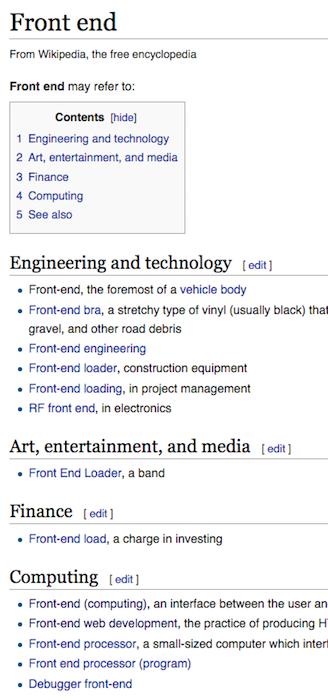 Front end
From Wikipedia, the free encyclopedia
Front end may refer to:
Contents [hide]
1 Engineering and technology
2 Art, entertainment, and media
3 Finance
4 Computing
5 See also
Engineering and technology [ edit ]
• Front-end, the foremost of a vehicle body
• Front-end bra, a stretchy type of vinyl (usually black) that
gravel, and other road debris
• Front-end engineering
• Front-end loader, construction equipment
• Front-end loading, in project management
• RF front end, in electronics
Art, entertainment, and media [ edit ]
• Front End Loader, a band
Finance [ edit ]
• Front-end load, a charge in investing
Computing [ edit ]
• Front-end (computing), an interface between the user an
• Front-end web development, the practice of producing H
• Front-end processor, a small-sized computer which inter
• Front end processor (program)
• Debugger front-end